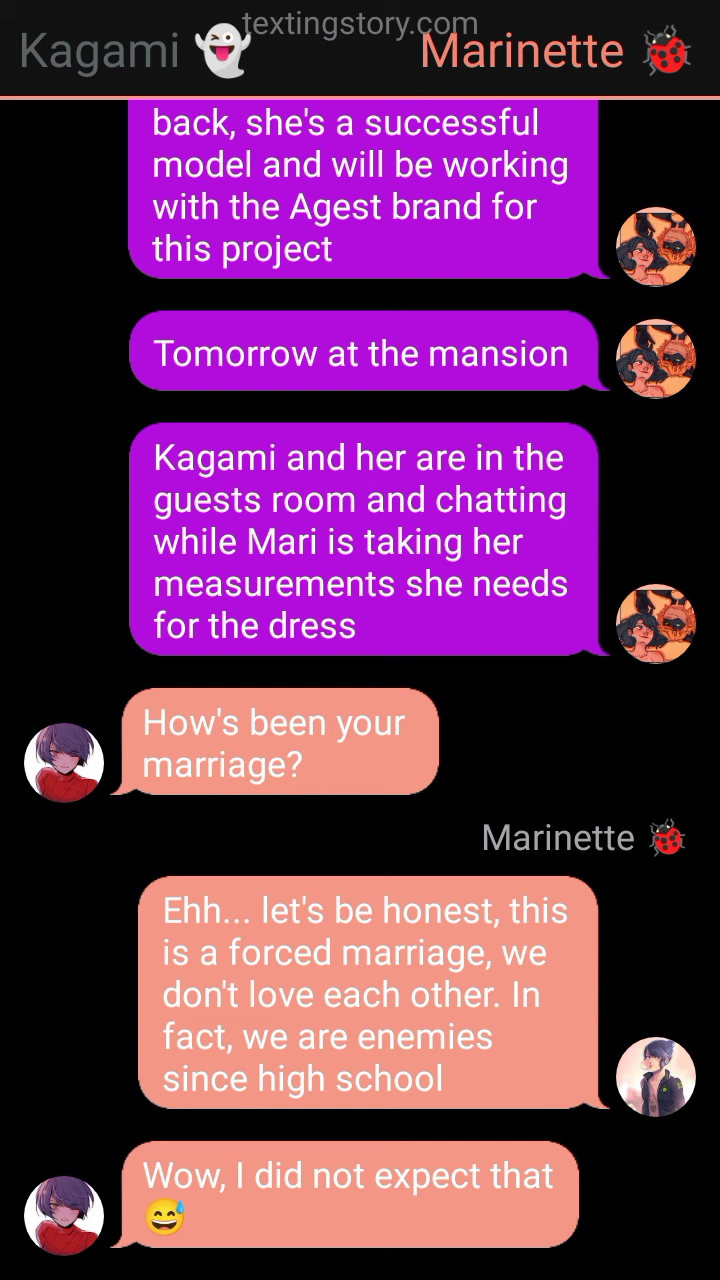 textingstory.com
Kagami 👻 Marinette 🐞
back, she's a successful
model and will be working
with the Agest brand for
this project
Tomorrow at the mansion
Kagami and her are in the
guests room and chatting
while Mari is taking her
measurements she needs
for the dress
How's been your
marriage?
Marinette 🐞
Ehh... let's be honest, this
is a forced marriage, we
don't love each other. In
fact, we are enemies
since high school
Wow, I did not expect that
😅